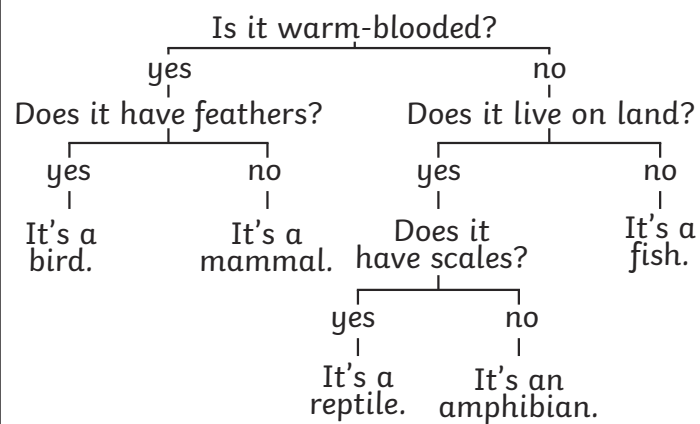 Is it warm-blooded?
yes
no
Does it have feathers?
Does it live on land?
yes
no
yes
no
It's a
bird.
It's a
mammal.
Does it
have scales?
It's a
fish.
yes
no
It's a
reptile.
It's an
amphibian.